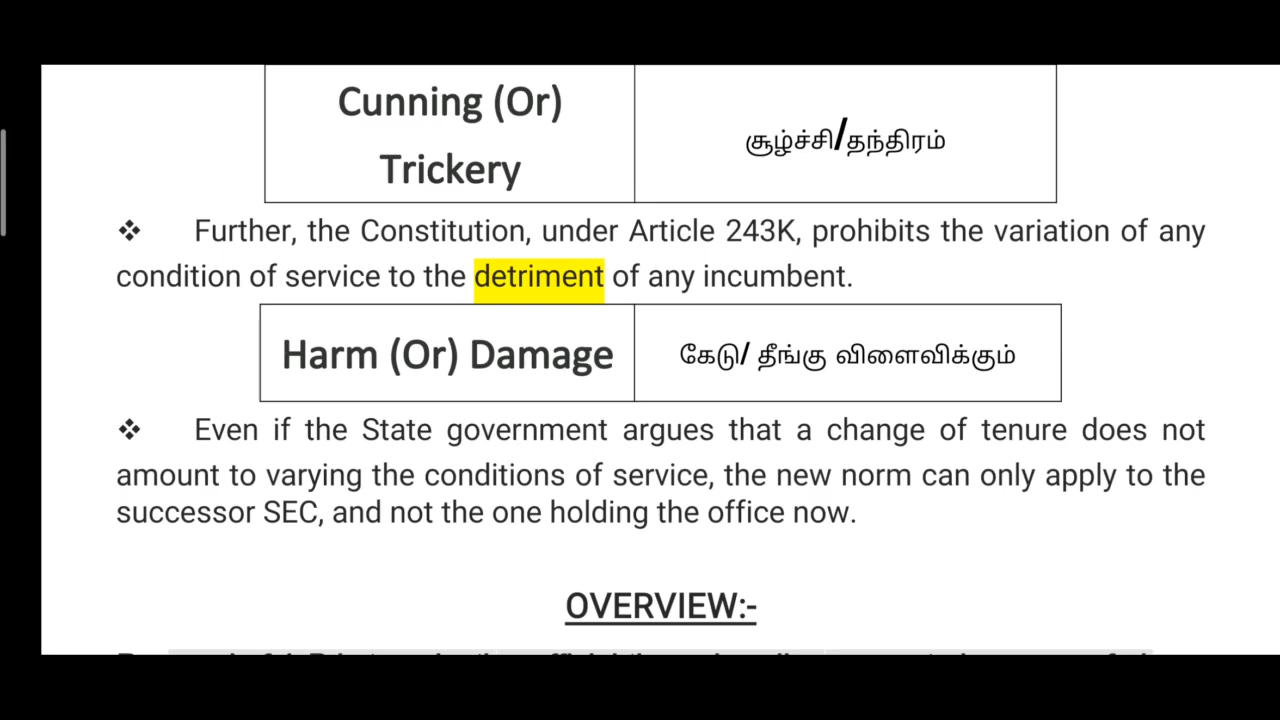 Cunning (Or)
Trickery
சூழ்ச்சி/தந்திரம்
❖ Further, the Constitution, under Article 243K, prohibits the variation of any
condition of service to the detriment of any incumbent.
Harm (Or) Damage
கேடு/ தீங்கு விளைவிக்கும்
❖ Even if the State government argues that a change of tenure does not
amount to varying the conditions of service, the new norm can only apply to the
successor SEC, and not the one holding the office now.
OVERVIEW:-